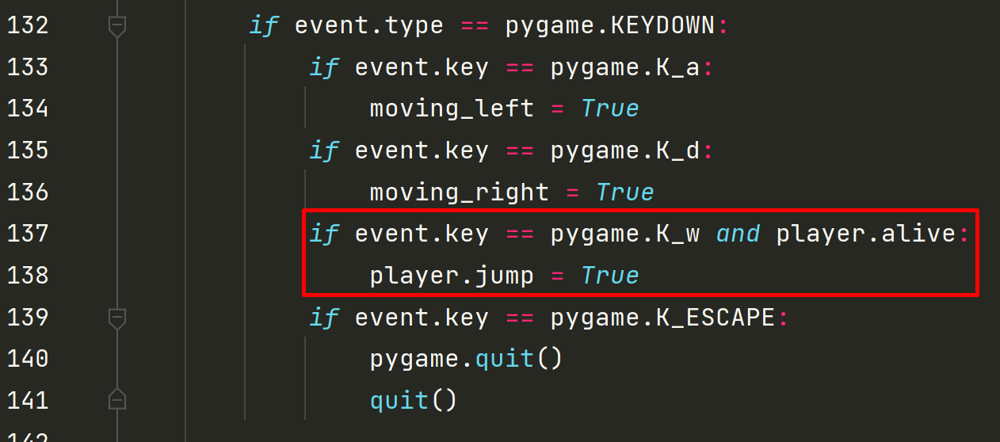 132 if event.type == pygame.KEYDOWN:
133 if event.key == pygame.K_a:
134 moving_left = True
135 if event.key == pygame.K_d:
136 moving_right = True
137 if event.key == pygame.K_w and player.alive:
138 player.jump = True
139 if event.key == pygame.K_ESCAPE:
140 pygame.quit()
141 quit()
142